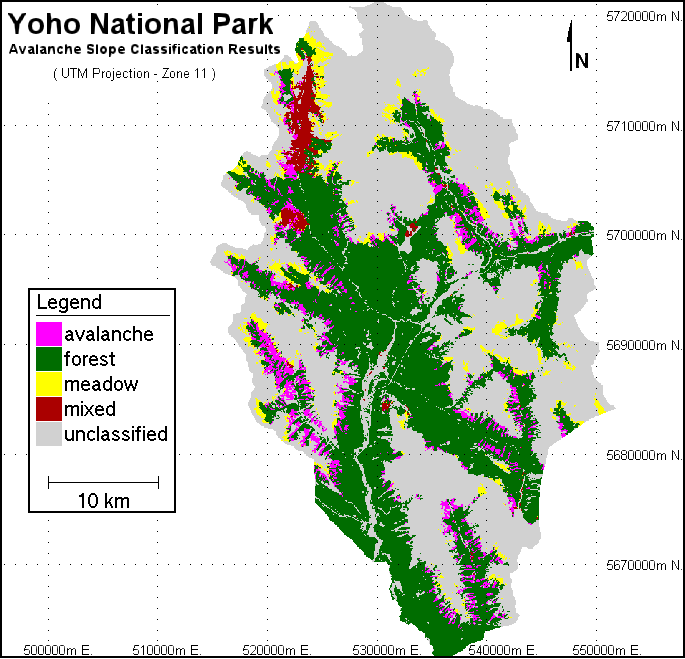 Yoho National Park
Avalanche Slope Classification Results
( UTM Projection - Zone 11 )
N
5720000m N.
5710000m N.
5700000m N.
5690000m N.
5680000m N.
5670000m N.
Legend
avalanche
forest
meadow
mixed
unclassified
10 km
500000m E. 510000m E. 520000m E. 530000m E. 540000m E. 550000m E.